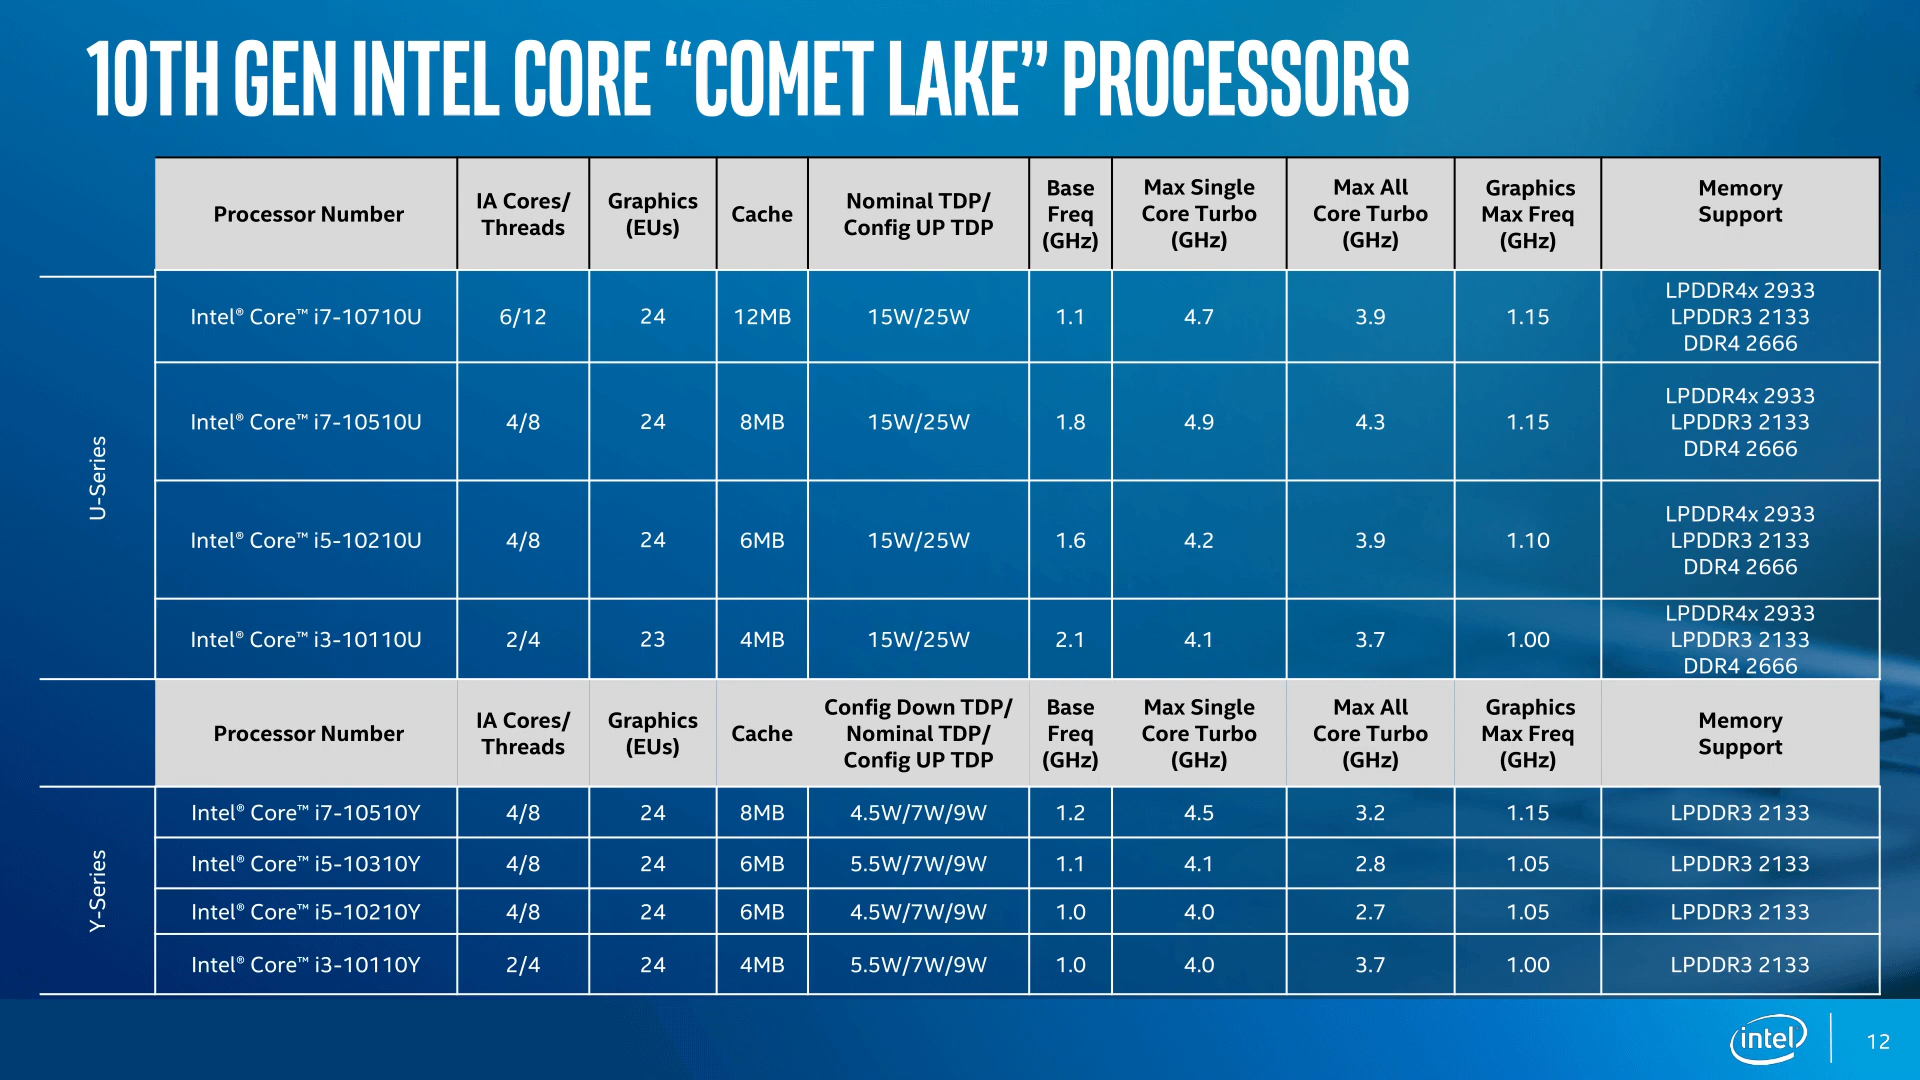 10TH GEN INTEL CORE “COMET LAKE” PROCESSORS
Processor Number
IA Cores/
Threads
Graphics
(EUs)
Cache
Nominal TDP/
Config UP TDP
Base
Freq
(GHz)
Max Single
Core Turbo
(GHz)
Max All
Core Turbo
(GHz)
Graphics
Max Freq
(GHz)
Memory
Support
U-Series
Intel® Core™ i7-10710U
6/12
24
12MB
15W/25W
1.1
4.7
3.9
1.15
LPDDR4x 2933
LPDDR3 2133
DDR4 2666
Intel® Core™ i7-10510U
4/8
24
8MB
15W/25W
1.8
4.9
4.3
1.15
LPDDR4x 2933
LPDDR3 2133
DDR4 2666
Intel® Core™ i5-10210U
4/8
24
6MB
15W/25W
1.6
4.2
3.9
1.10
LPDDR4x 2933
LPDDR3 2133
DDR4 2666
Intel® Core™ i3-10110U
2/4
23
4MB
15W/25W
2.1
4.1
3.7
1.00
LPDDR4x 2933
LPDDR3 2133
DDR4 2666
Processor Number
IA Cores/
Threads
Graphics
(EUs)
Cache
Config Down TDP/
Nominal TDP/
Config UP TDP
Base
Freq
(GHz)
Max Single
Core Turbo
(GHz)
Max All
Core Turbo
(GHz)
Graphics
Max Freq
(GHz)
Memory
Support
Y-Series
Intel® Core™ i7-10510Y
4/8
24
8MB
4.5W/7W/9W
1.2
4.5
3.2
1.15
LPDDR3 2133
Intel® Core™ i5-10310Y
4/8
24
6MB
5.5W/7W/9W
1.1
4.1
2.8
1.05
LPDDR3 2133
Intel® Core™ i5-10210Y
4/8
24
6MB
4.5W/7W/9W
1.0
4.0
2.7
1.05
LPDDR3 2133
Intel® Core™ i3-10110Y
2/4
24
4MB
5.5W/7W/9W
1.0
4.0
3.7
1.00
LPDDR3 2133
intel
12